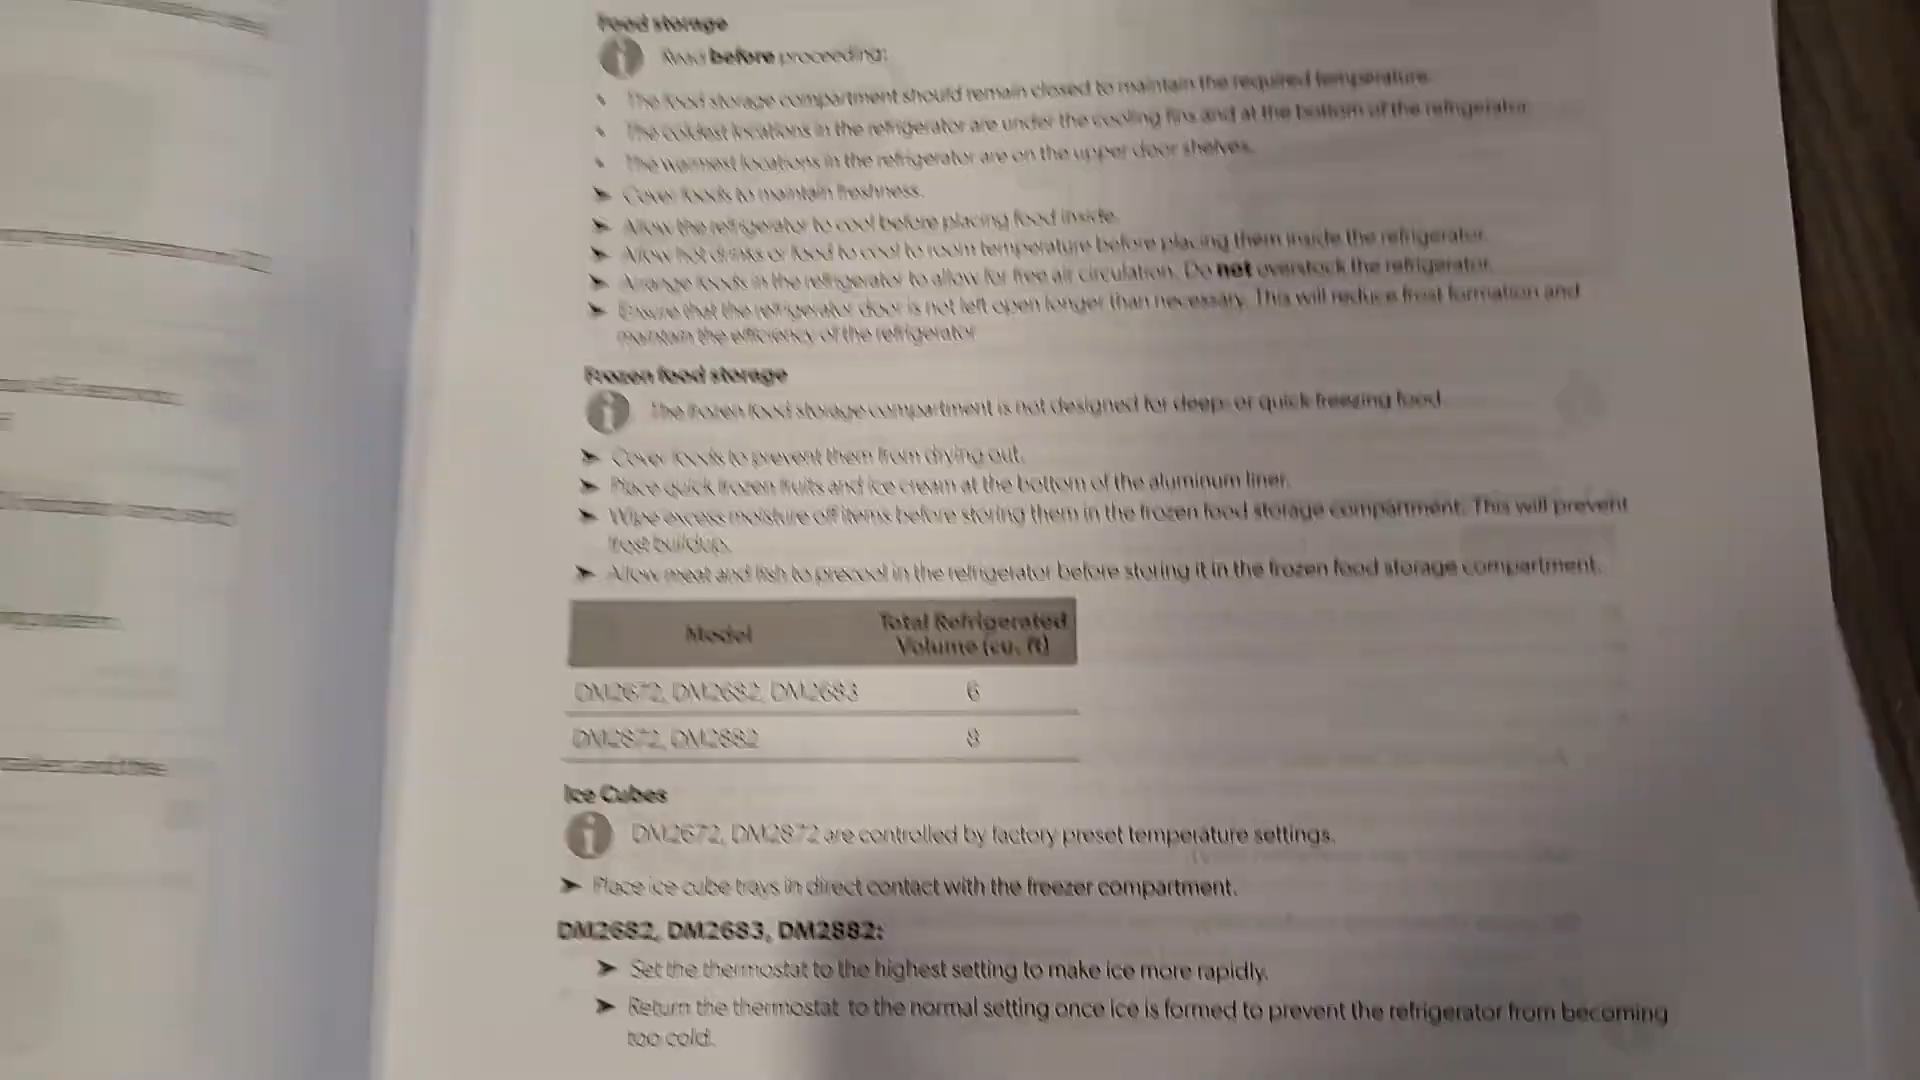 Food storage
Read before proceeding:
The food storage compartment should remain closed to maintain the required temperature.
The coldest locations in the refrigerator are under the cooling fins and at the bottom of the refrigerator.
The warmest locations in the refrigerator are on the upper door shelves.
➤ Cover foods to maintain freshness.
➤ Allow the refrigerator to cool before placing food inside.
➤ Allow hot drinks or food to cool to room temperature before placing them inside the refrigerator.
➤ Arrange foods in the refrigerator to allow for free air circulation. Do not overstock the refrigerator.
➤ Ensure that the refrigerator door is not left open longer than necessary. This will reduce frost formation and
maintain the efficiency of the refrigerator
Frozen food storage
The frozen food storage compartment is not designed for deep- or quick freezing food.
➤ Cover foods to prevent them from drying out.
➤ Place quick frozen fruits and ice cream at the bottom of the aluminum liner.
➤ Wipe excess moisture off items before storing them in the frozen food storage compartment. This will prevent
frost buildup.
➤ Allow meat and fish to precool in the refrigerator before storing it in the frozen food storage compartment.
Model Total Refrigerated
Volume (cu. ft)
DM2672, DM2682, DM2683 6
DM2872, DM2882 8
Ice Cubes
DM2672, DM2872 are controlled by factory preset temperature settings.
➤ Place ice cube trays in direct contact with the freezer compartment.
DM2682, DM2683, DM2882:
➤ Set the thermostat to the highest setting to make ice more rapidly.
➤ Return the thermostat to the normal setting once ice is formed to prevent the refrigerator from becoming
too cold.